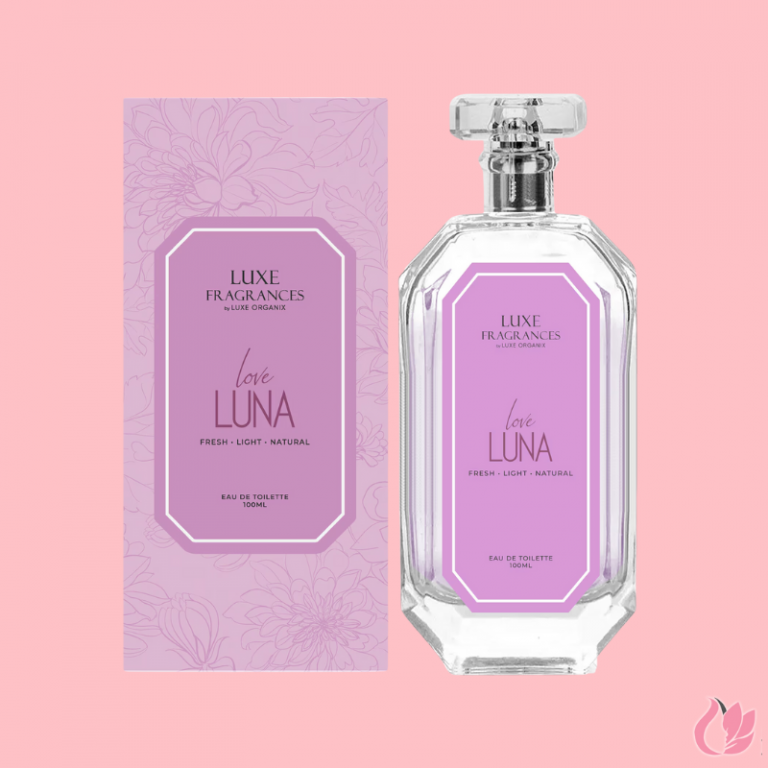 LUXE
FRAGRANCES
by LUXE ORGANIX
love
LUNA
FRESH • LIGHT • NATURAL
EAU DE TOILETTE
100ML
LUXE
FRAGRANCES
by LUXE ORGANIX
love
LUNA
FRESH • LIGHT • NATURAL
EAU DE TOILETTE
100ML